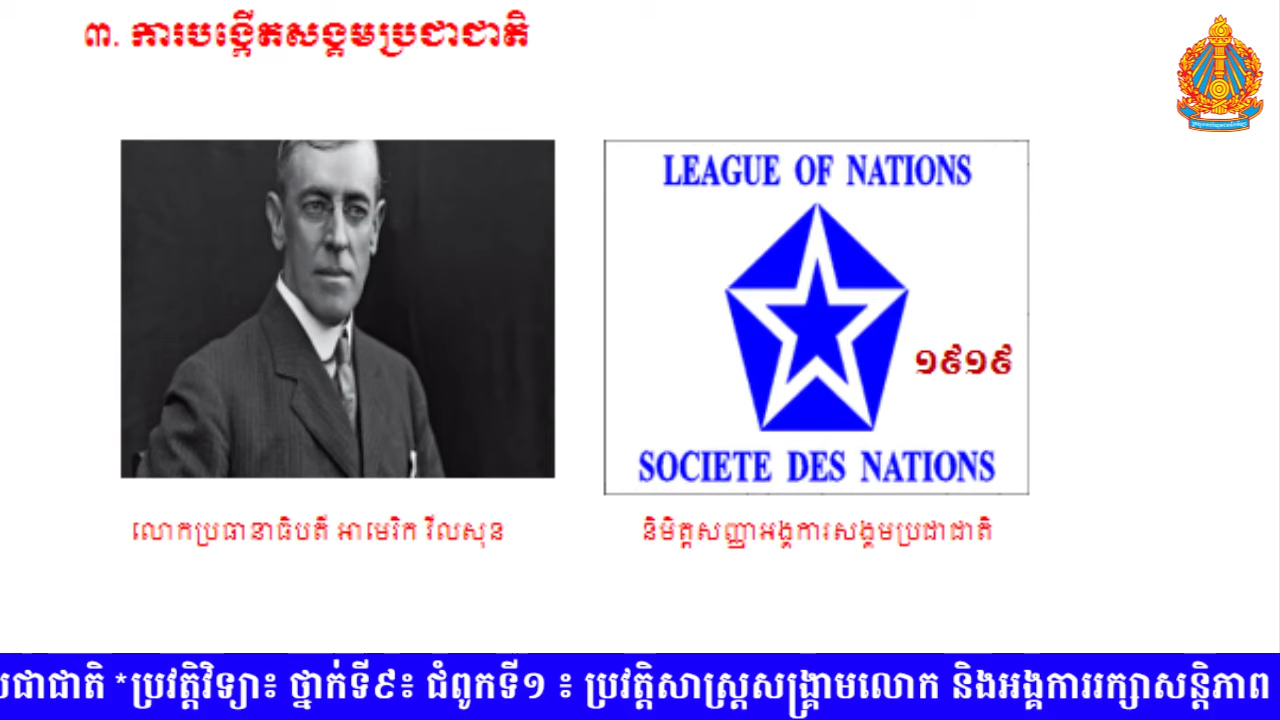 ៣. ការបង្កើតសង្គមប្រជាជាតិ
LEAGUE OF NATIONS
១៩១៩
SOCIETE DES NATIONS
លោកប្រធានាធិបតី អាមេរិក វីលសុន
និមិត្តសញ្ញាអង្គការសង្គមប្រជាជាតិ
ប្រជាជាតិ *ប្រវត្តិវិទ្យា៖ ថ្នាក់ទី៩៖ ជំពូកទី១ ៖ ប្រវត្តិសាស្ត្រសង្គ្រាមលោក និងអង្គការរក្សាសន្តិភាព